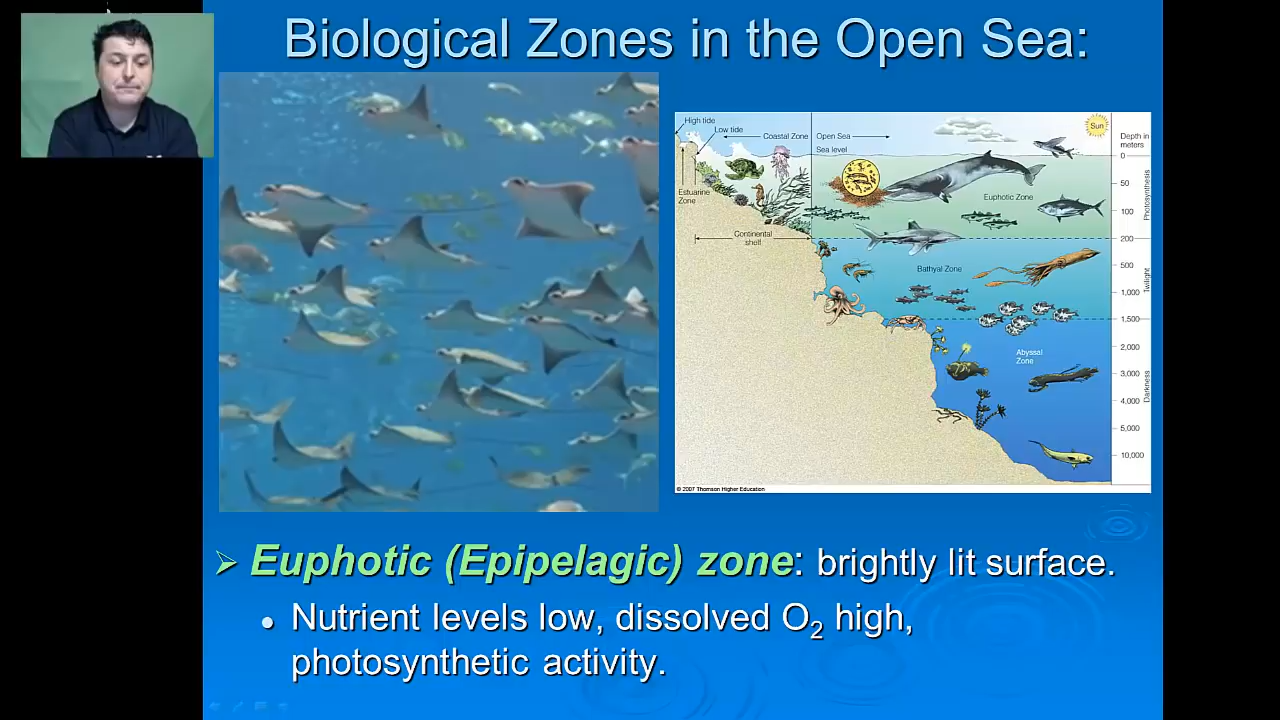 Biological Zones in the Open Sea:
High tide
Low tide
Coastal Zone
Open Sea
Sea level
Sun
Depth in
meters
0
Estuarine
Zone
50
Euphotic Zone
Photosynthesis
100
Continental
shelf
200
Bathyal Zone
500
Twilight
1,000
1,500
Abyssal
Zone
2,000
3,000
Darkness
4,000
5,000
10,000
© 2007 Thomson Higher Education
Euphotic (Epipelagic) zone: brightly lit surface.
Nutrient levels low, dissolved O2 high,
photosynthetic activity.